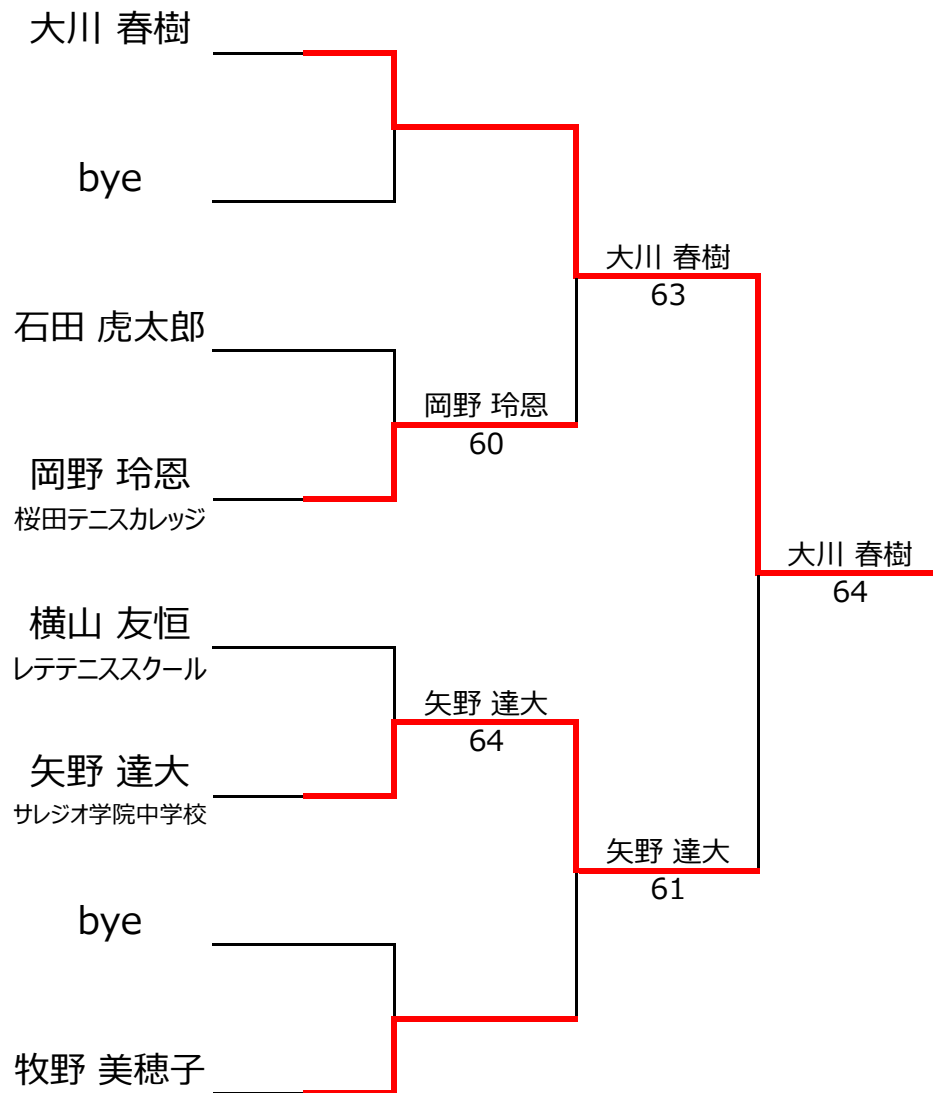 大川 春樹
bye
石田 虎太郎
岡野 玲恩
桜田テニスカレッジ
横山 友恒
レテテニススクール
矢野 達大
サレジオ学院中学校
bye
牧野 美穂子
岡野 玲恩
60
矢野 達大
64
大川 春樹
63
矢野 達大
61
大川 春樹
64